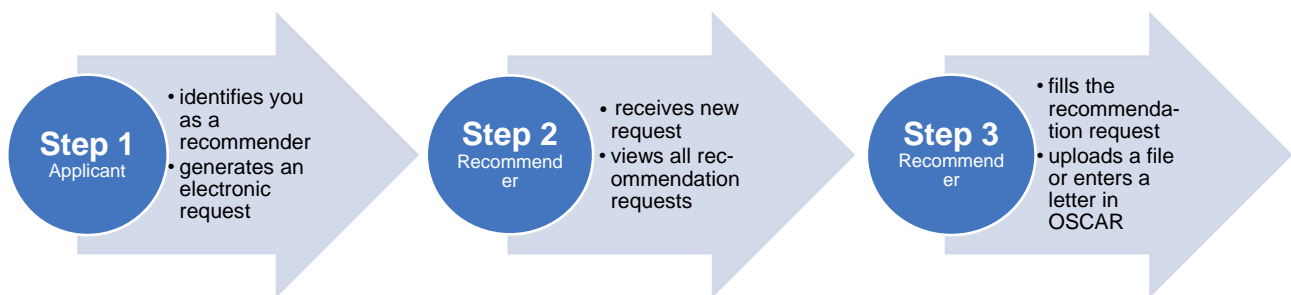 Step 1
Applicant
• identifies you
as a
recommender
• generates an
electronic
request
Step 2
Recommend
er
• receives new
request
• views all rec-
ommendation
requests
Step 3
Recommend
er
• fills the
recommenda-
tion request
• uploads a file
or enters a
letter in
OSCAR